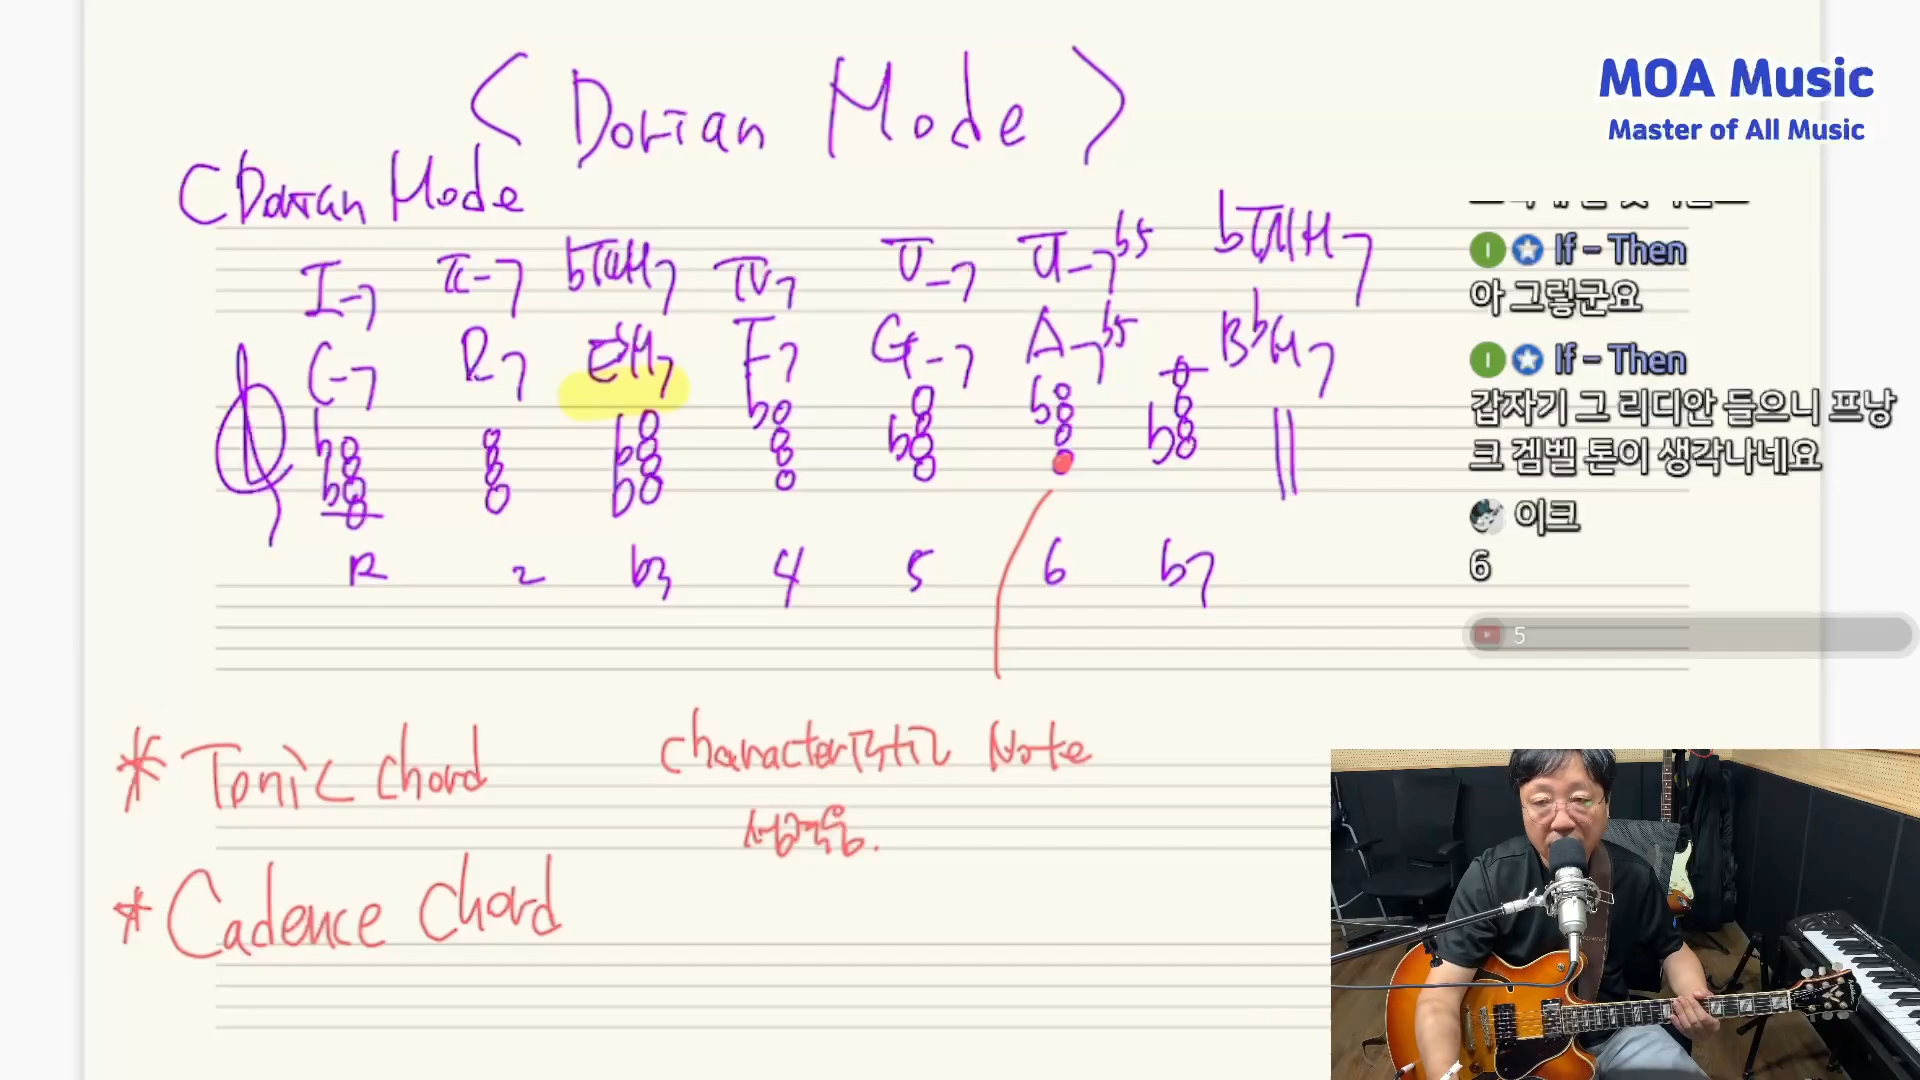 < Dorian Mode >
C Dorian Mode
I-7 II-7 bIIIM7 IV7 V-7 VI-7b5 bVIIM7
C-7 D-7 EbM7 F7 G-7 A-7b5 BbM7
R 2 b3 4 5 6 b7
* Tonic chord
characteristic Note
성격음.
* Cadence chord
MOA Music
Master of All Music
If - Then
아 그렇군요
If - Then
갑자기 그 리디안 들으니 프낭
크 겜벨 톤이 생각나네요
이크
6
5